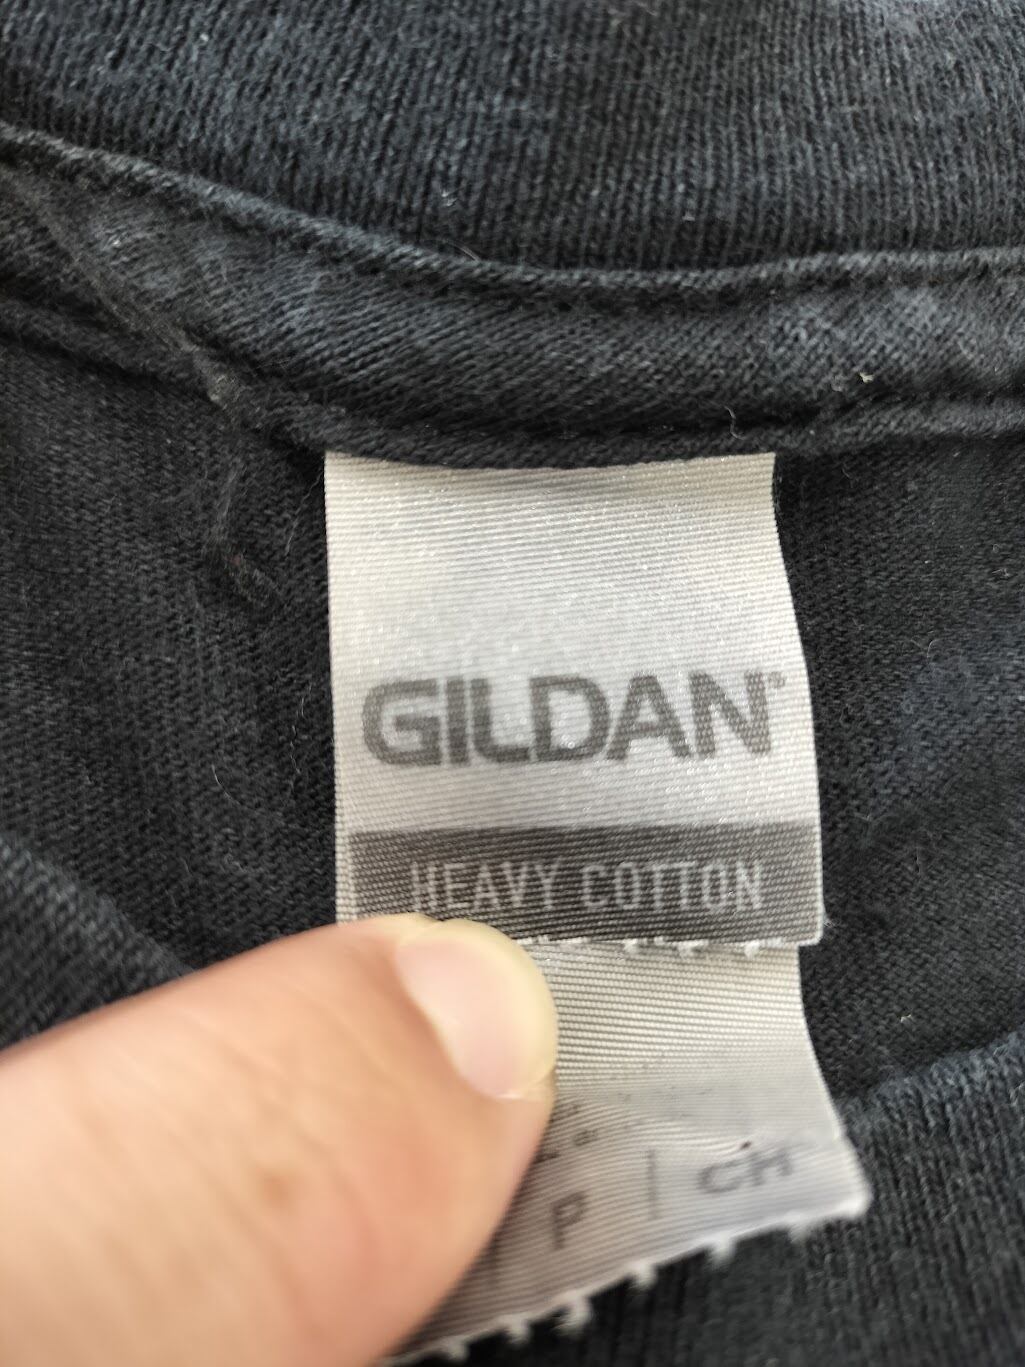 GILDAN®
HEAVY COTTON
P | CH